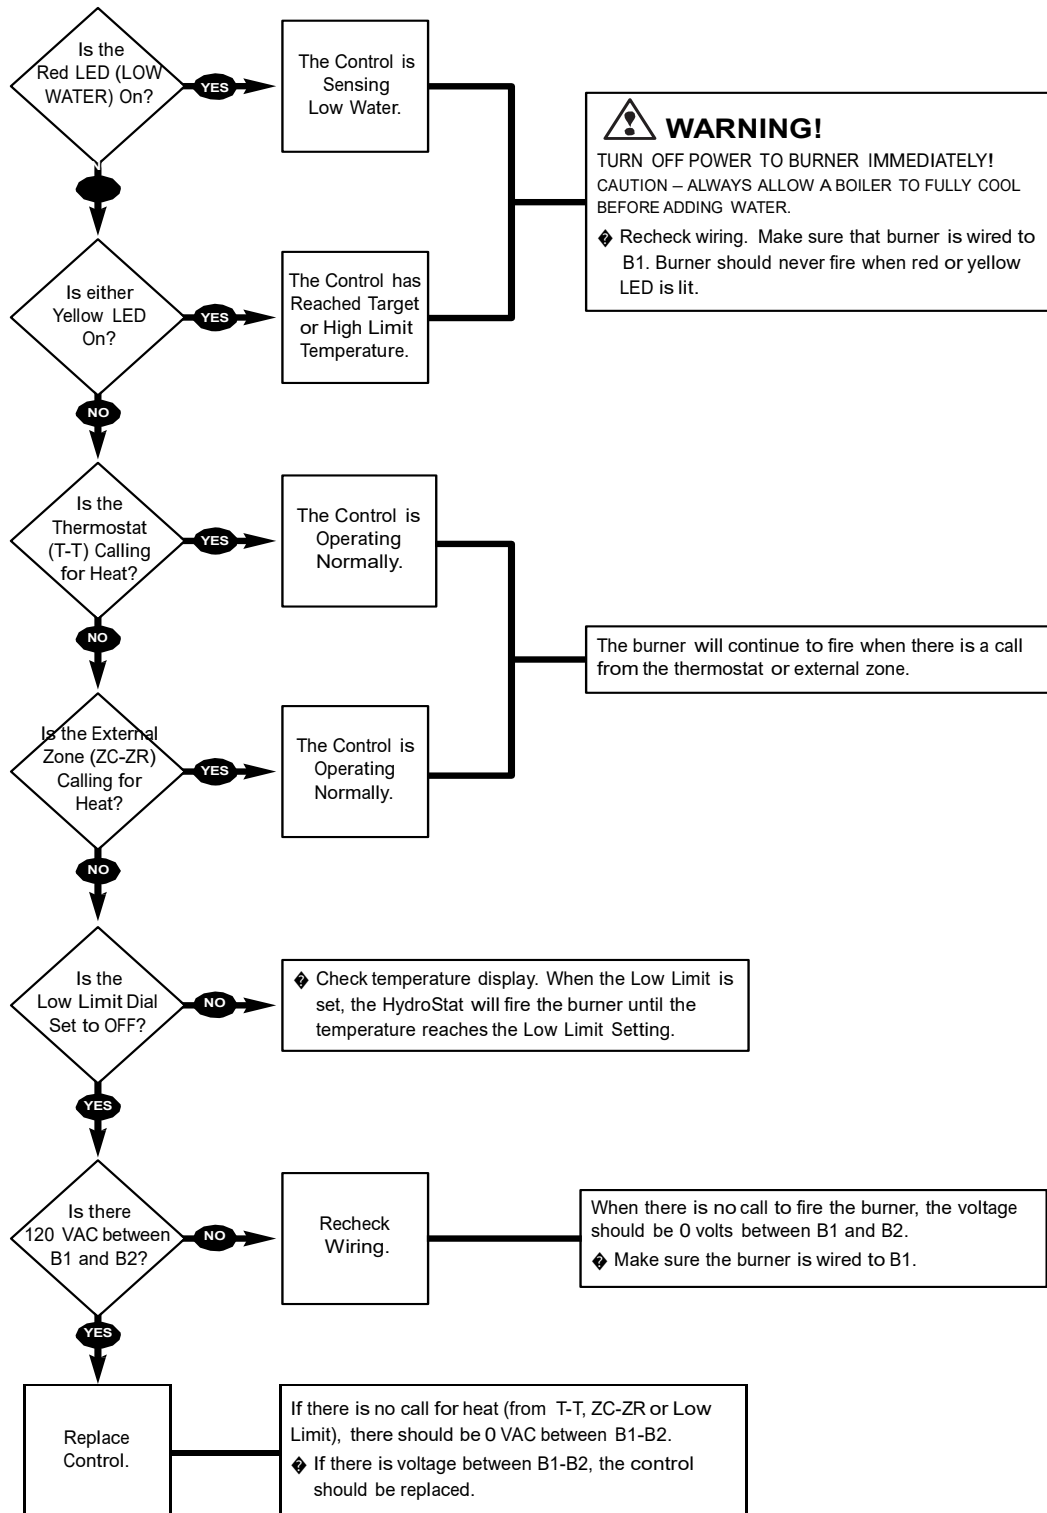 Is the
Red LED (LOW
WATER) On?
YES
The Control is
Sensing
Low Water.
WARNING!
TURN OFF POWER TO BURNER IMMEDIATELY!
CAUTION – ALWAYS ALLOW A BOILER TO FULLY COOL
BEFORE ADDING WATER.
Recheck wiring. Make sure that burner is wired to
B1. Burner should never fire when red or yellow
LED is lit.
Is either
Yellow LED
On?
YES
The Control has
Reached Target
or High Limit
Temperature.
NO
Is the
Thermostat
(T-T) Calling
for Heat?
YES
The Control is
Operating
Normally.
NO
The burner will continue to fire when there is a call
from the thermostat or external zone.
Is the External
Zone (ZC-ZR)
Calling for
Heat?
YES
The Control is
Operating
Normally.
NO
Is the
Low Limit Dial
Set to OFF?
NO
Check temperature display. When the Low Limit is
set, the HydroStat will fire the burner until the
temperature reaches the Low Limit Setting.
YES
Is there
120 VAC between
B1 and B2?
NO
Recheck
Wiring.
When there is no call to fire the burner, the voltage
should be 0 volts between B1 and B2.
Make sure the burner is wired to B1.
YES
Replace
Control.
If there is no call for heat (from T-T, ZC-ZR or Low
Limit), there should be 0 VAC between B1-B2.
If there is voltage between B1-B2, the control
should be replaced.